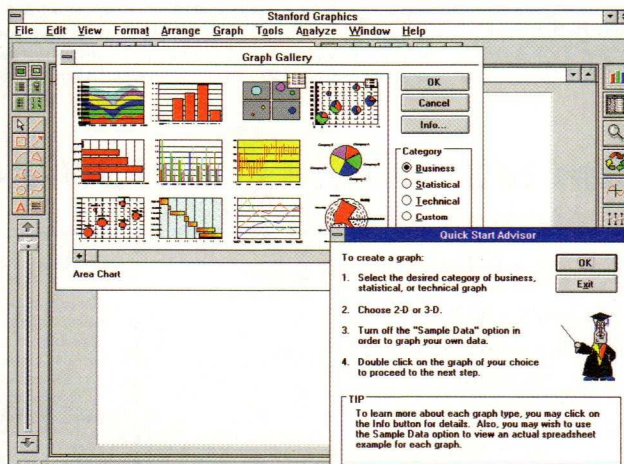 Stanford Graphics
File Edit View Format Arrange Graph Tools Analyze Window Help
Graph Gallery
OK
Cancel
Info...
Category
Business
Statistical
Technical
Custom
Area Chart
Quick Start Advisor
To create a graph:
1. Select the desired category of business,
statistical, or technical graph
2. Choose 2-D or 3-D.
3. Turn off the "Sample Data" option in
order to graph your own data.
4. Double click on the graph of your choice
to proceed to the next step.
OK
Exit
TIP
To learn more about each graph type, you may click on
the Info button for details. Also, you may wish to use
the Sample Data option to view an actual spreadsheet
example for each graph.